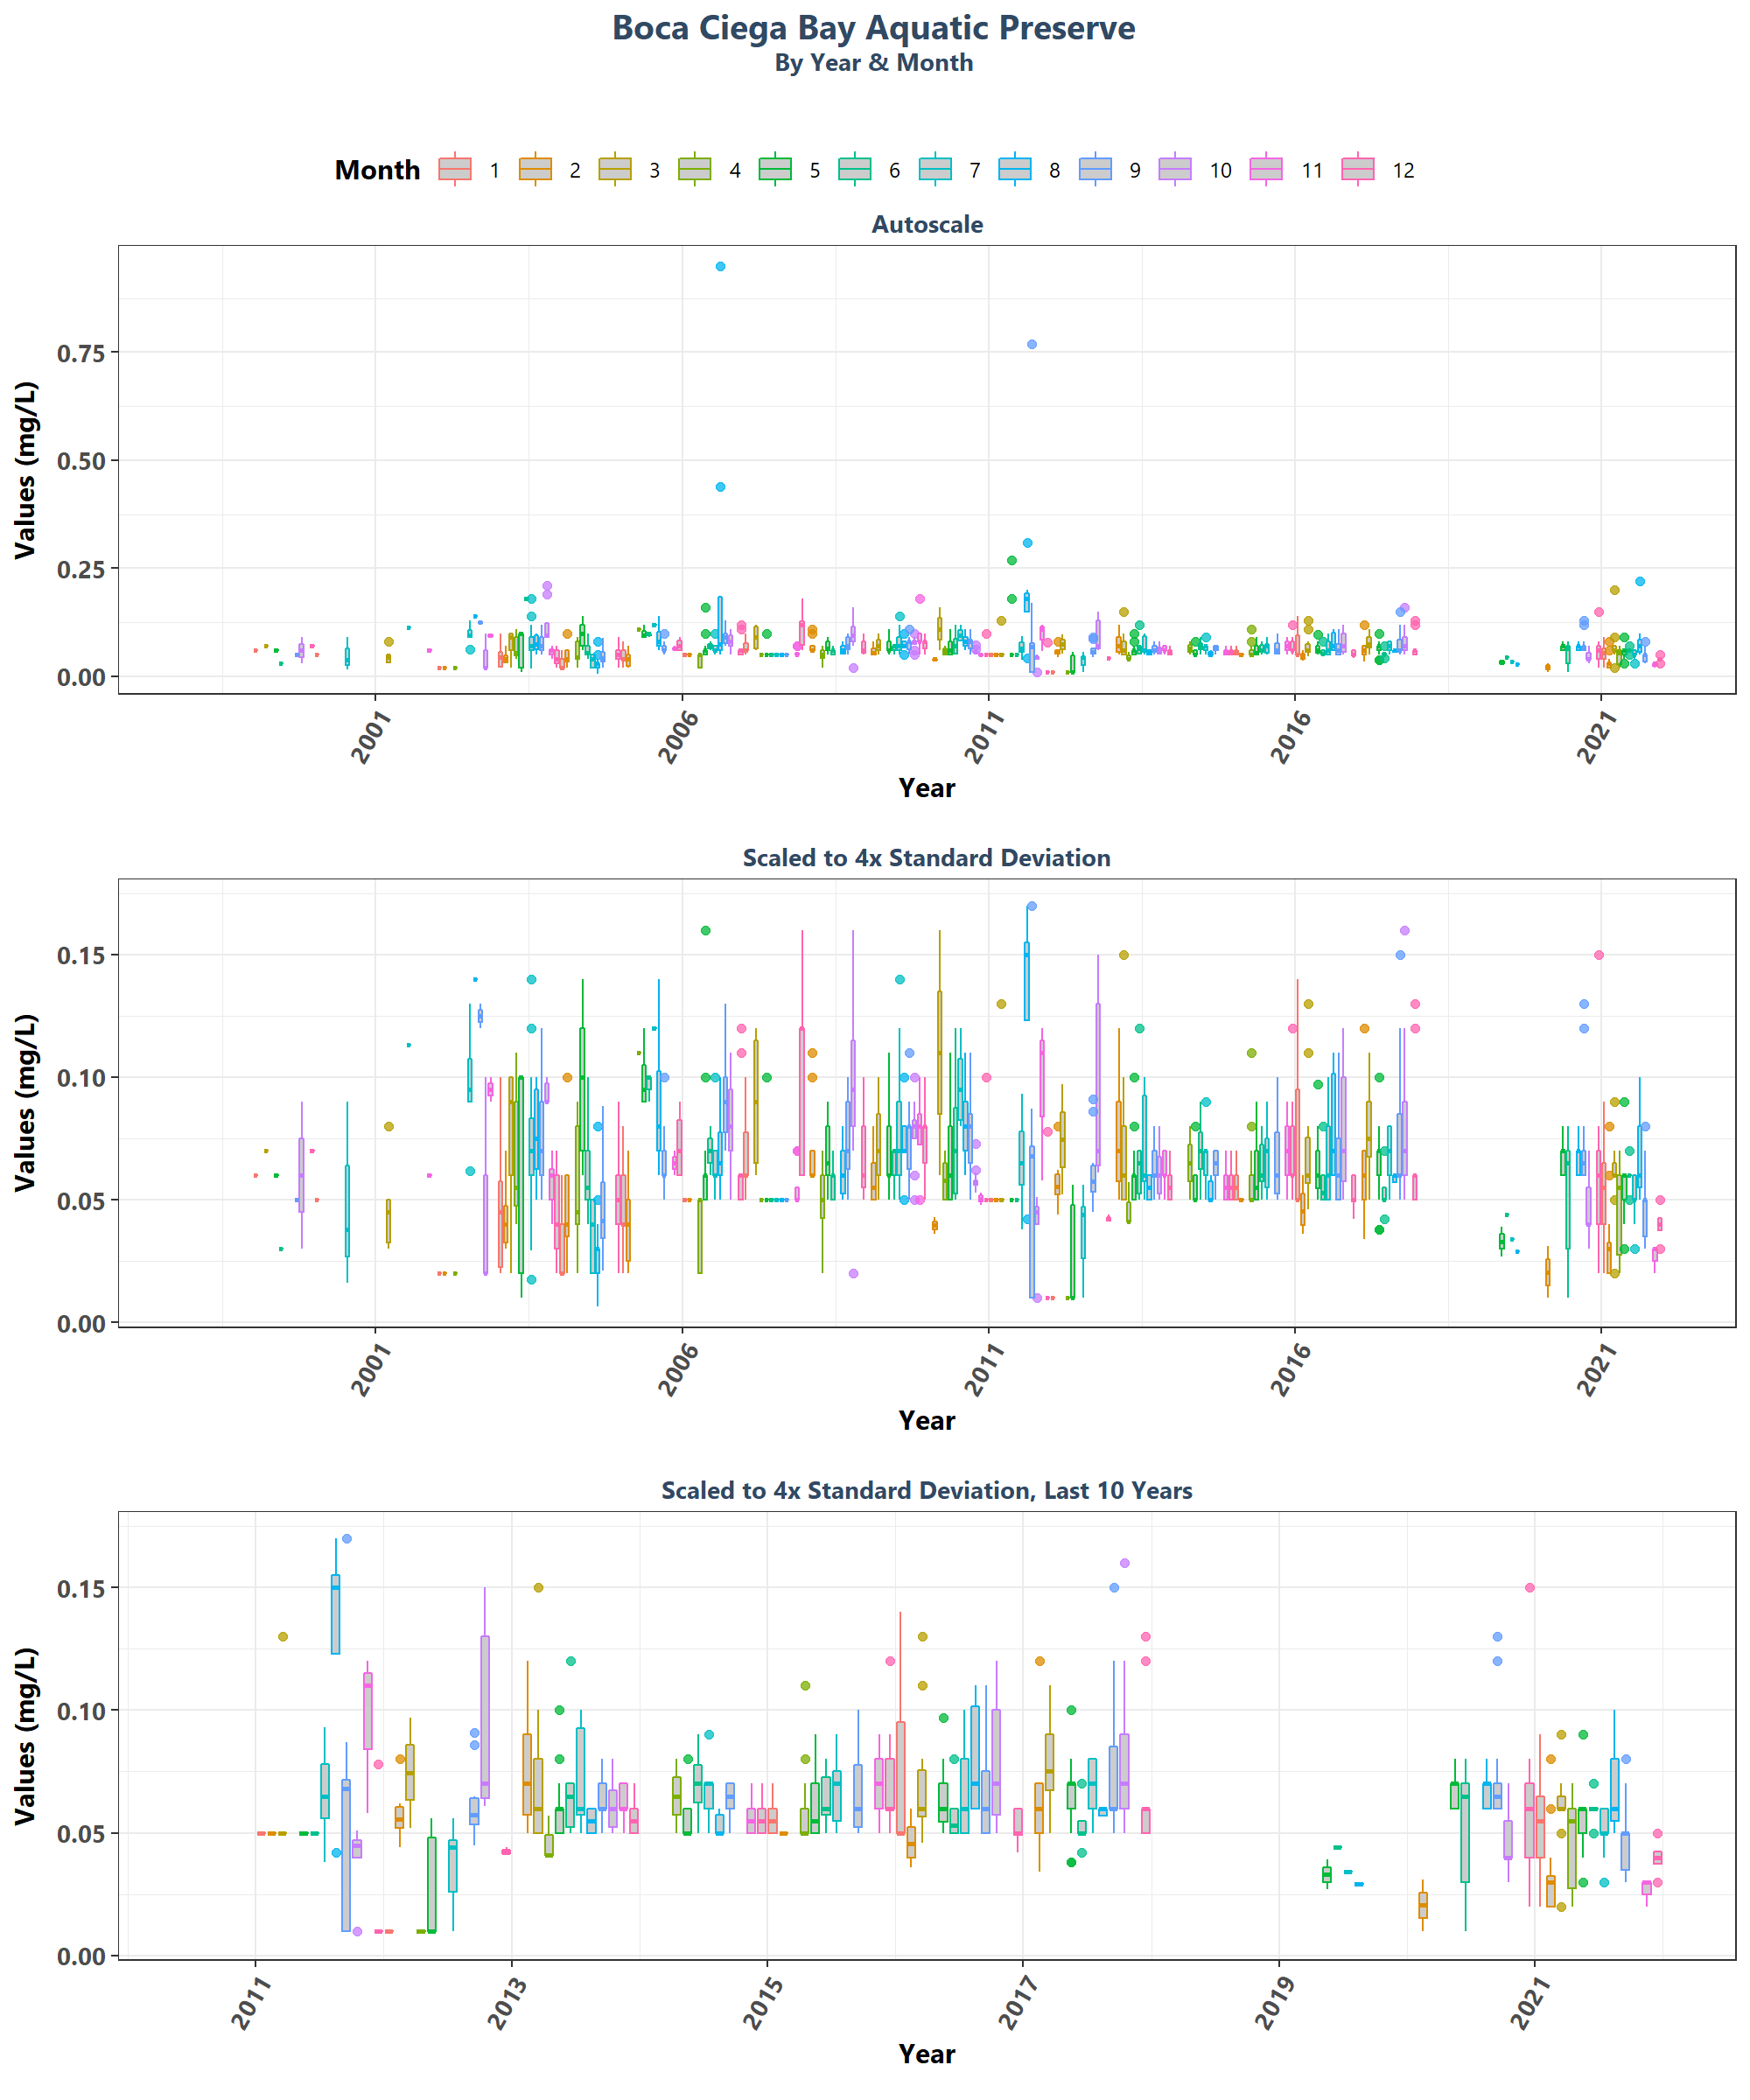 Boca Ciega Bay Aquatic Preserve
By Year & Month
Month 1 2 3 4 5 6 7 8 9 10 11 12
Autoscale
Values (mg/L)
0.75
0.50
0.25
0.00
2001 2006 2011 2016 2021
Year
Scaled to 4x Standard Deviation
Values (mg/L)
0.15
0.10
0.05
0.00
2001 2006 2011 2016 2021
Year
Scaled to 4x Standard Deviation, Last 10 Years
Values (mg/L)
0.15
0.10
0.05
0.00
2011 2013 2015 2017 2019 2021
Year